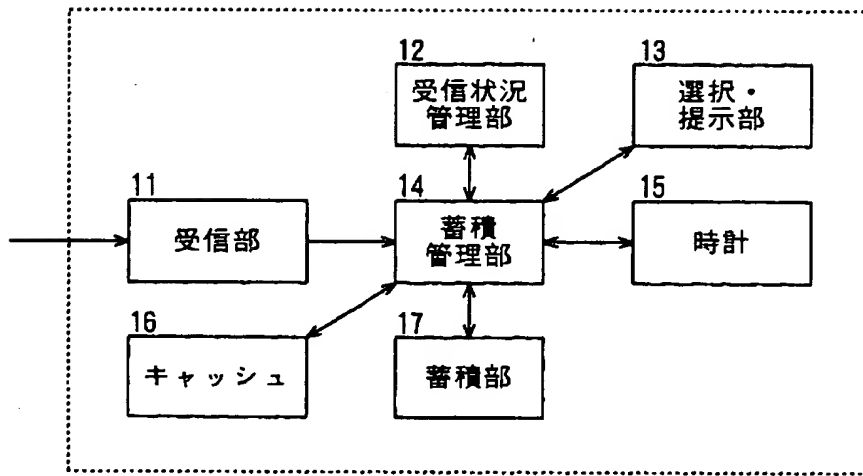 12
受信状況
管理部
13
選択・
提示部
11
受信部
14
蓄積
管理部
15
時計
16
キャッシュ
17
蓄積部